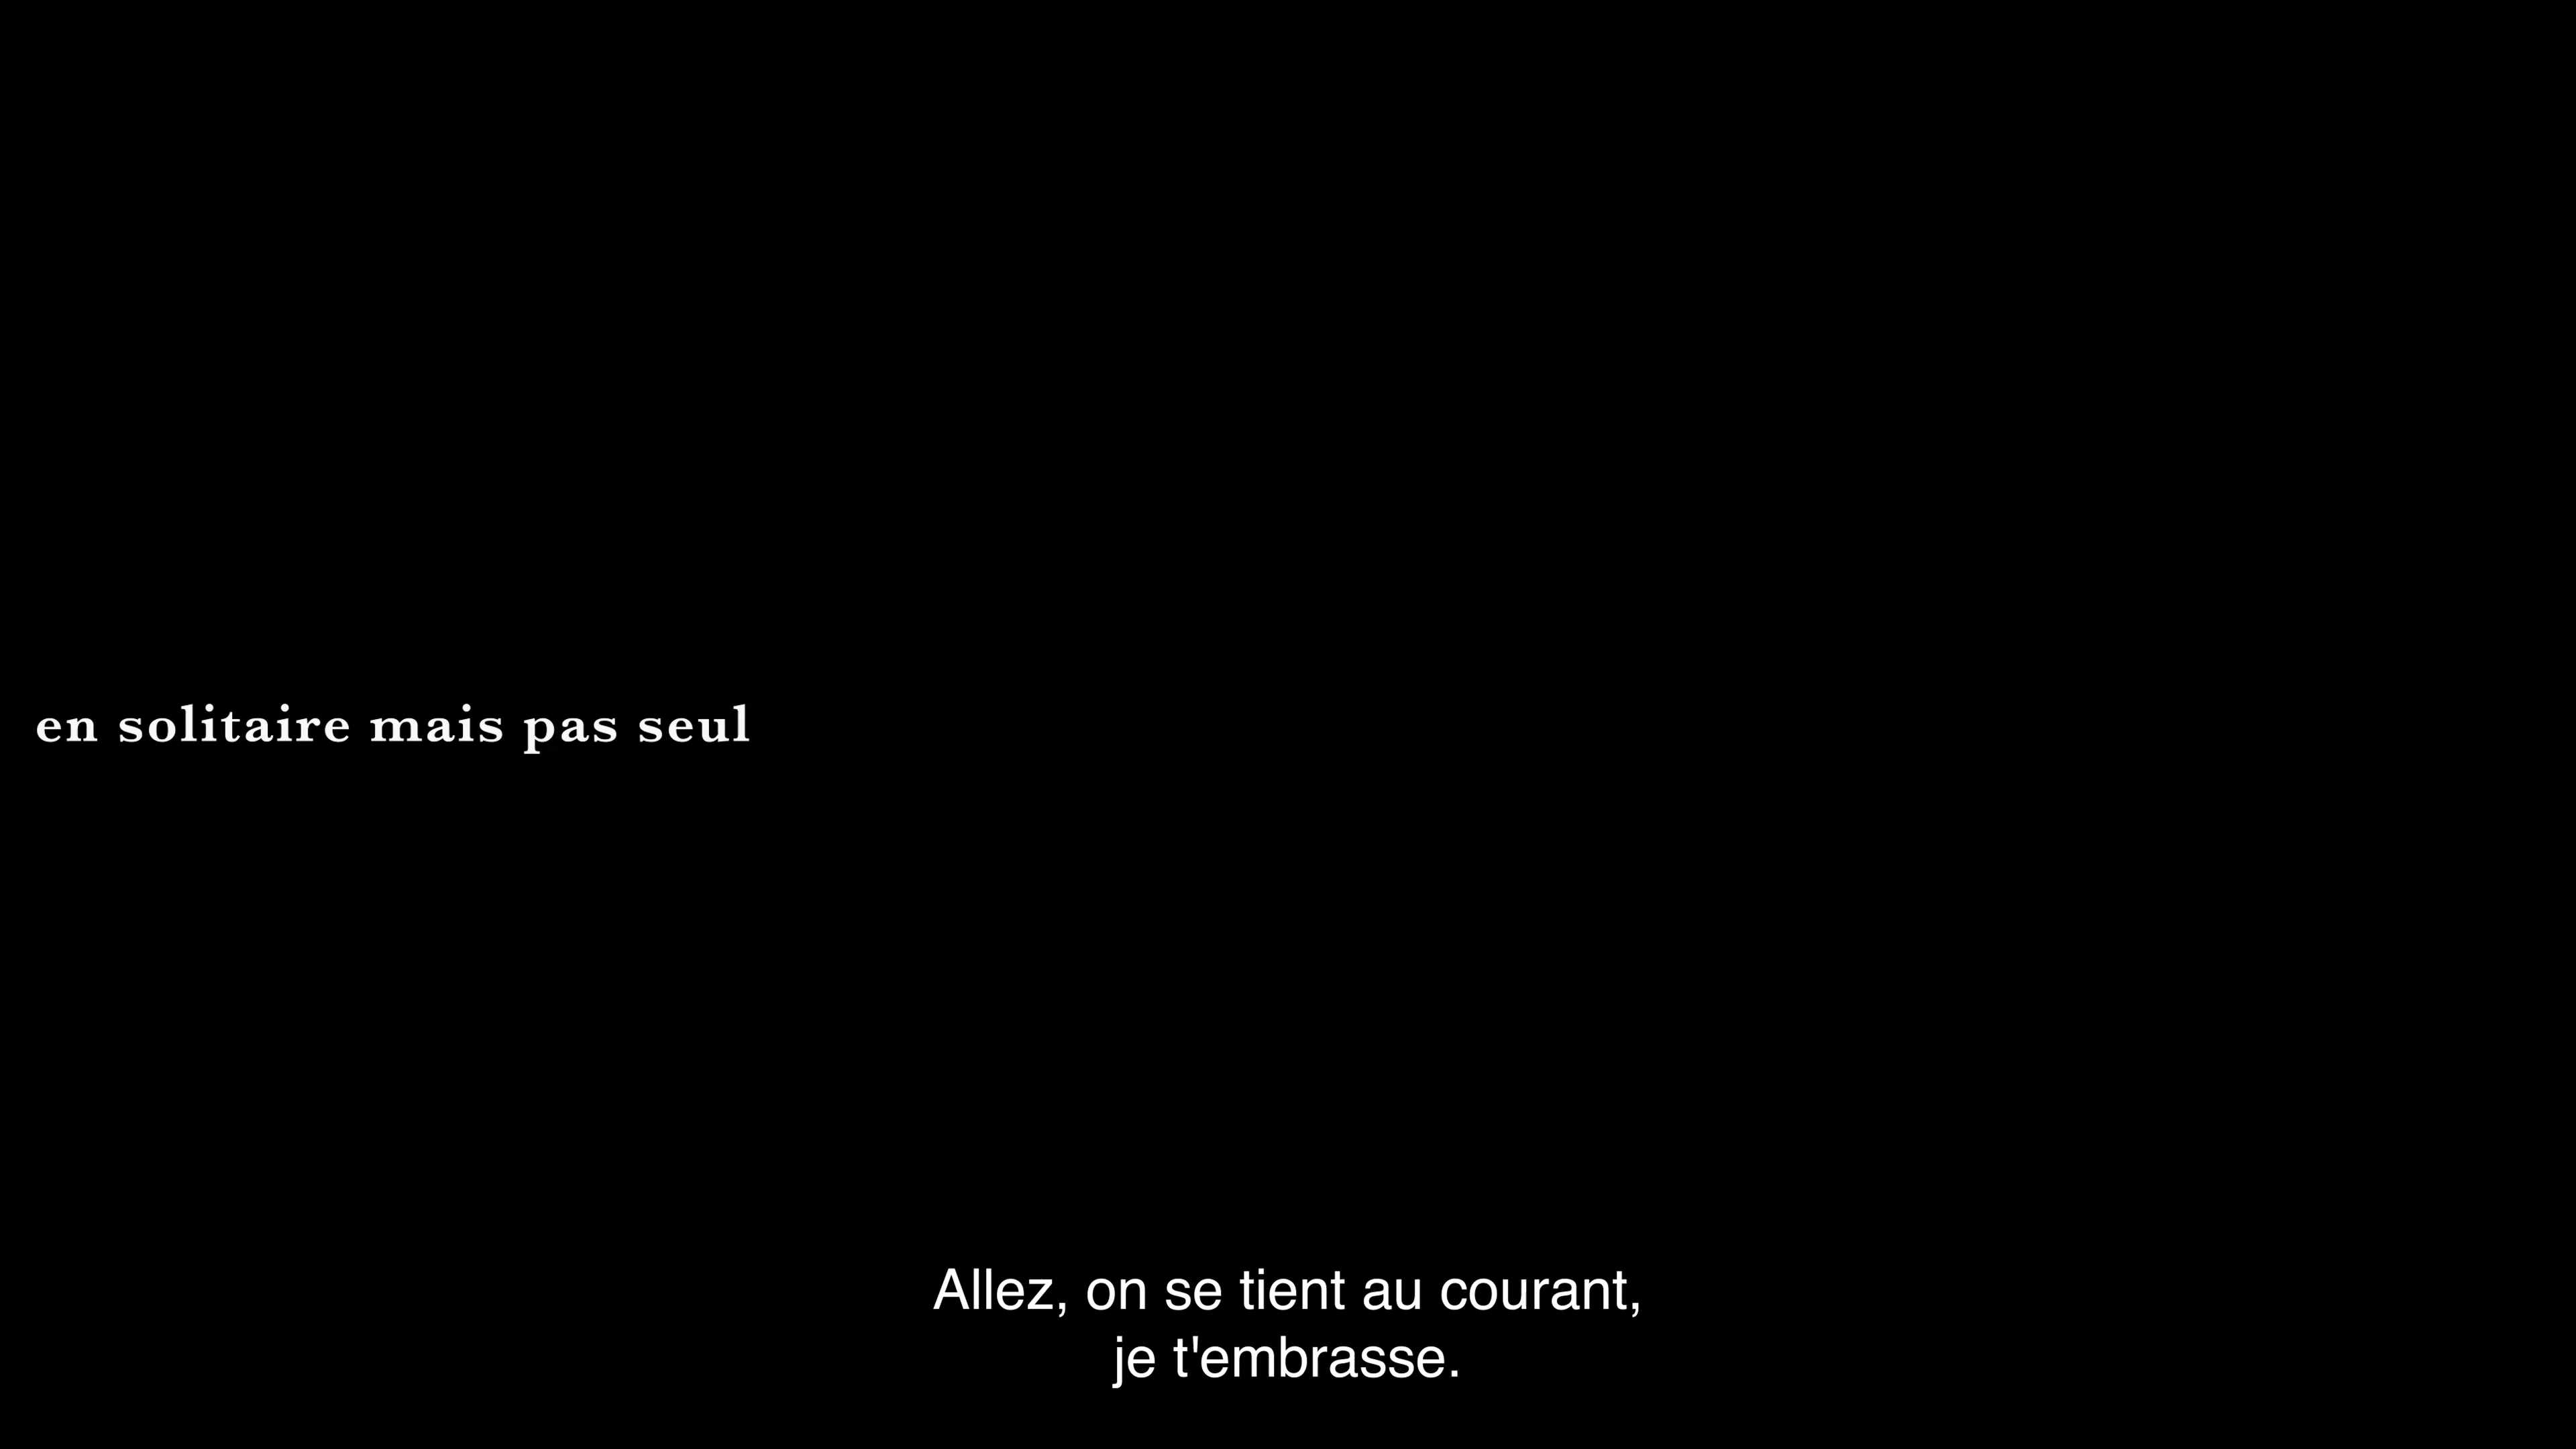 en solitaire mais pas seul
Allez, on se tient au courant,
je t'embrasse.